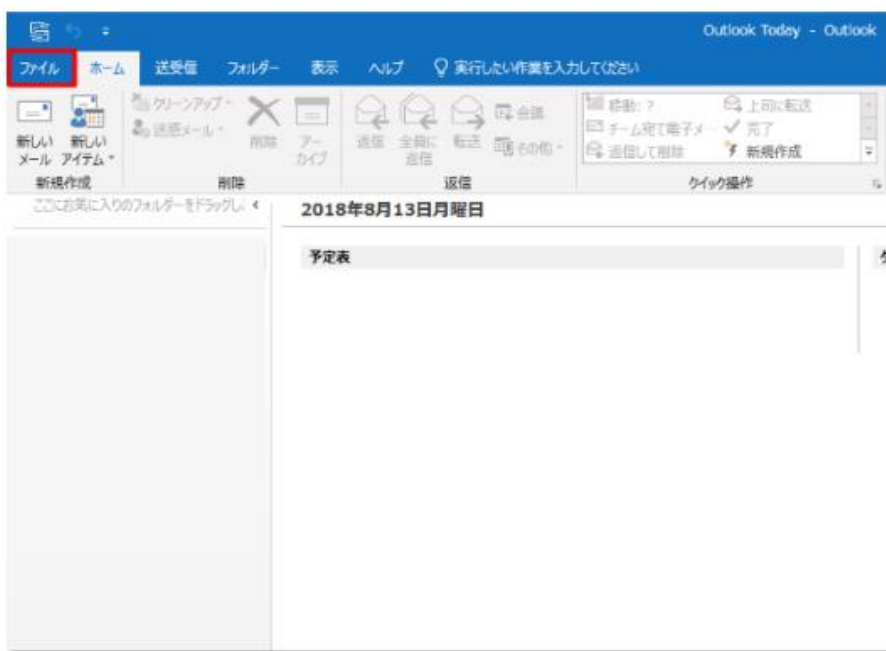 Outlook Today - Outlook
ファイル ホーム 送受信 フォルダー 表示 ヘルプ 実行したい作業を入力してください
新しい メール
新しい アイテム
クリーンアップ
迷惑メール
削除
アー カイブ
返信
全員に 返信
転送
会議
その他
移動: ?
チーム宛て電子メー
返信して削除
上司に転送
完了
新規作成
新規作成 削除 返信 クイック操作
ここにお気に入りのフォルダーをドラッグし
2018年8月13日月曜日
予定表